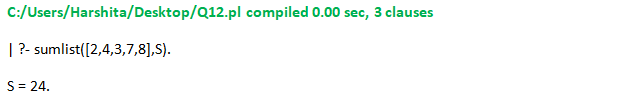 C:/Users/Harshita/Desktop/Q12.pl compiled 0.00 sec, 3 clauses
| ?- sumlist([2,4,3,7,8],S).
S = 24.